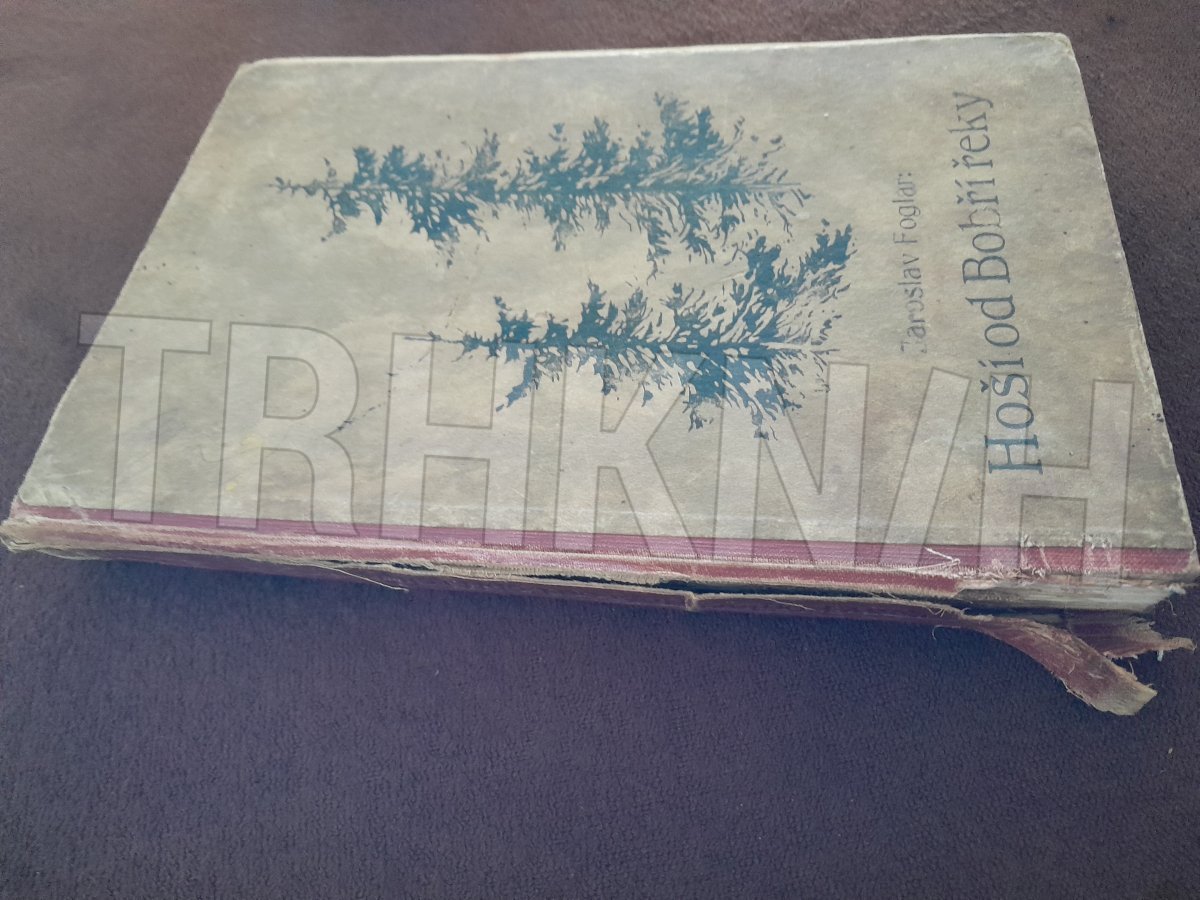 Jaroslav Foglar:
Hoši od Bobří řeky
TRHKNIH